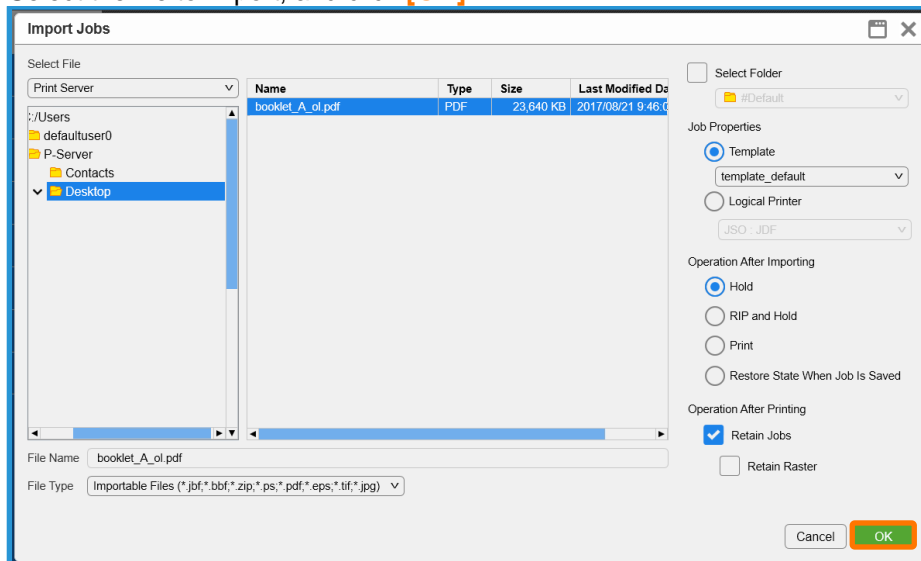 Import Jobs
Select File
Print Server
:/Users
defaultuser0
P-Server
Contacts
Desktop
Name Type Size Last Modified Da
booklet_A_ol.pdf PDF 23,640 KB 2017/08/21 9:46:0
File Name booklet_A_ol.pdf
File Type Importable Files (*.jbf;*.bbf;*.zip;*.ps;*.pdf;*.eps;*.tif;*.jpg)
Select Folder
#Default
Job Properties
Template
template_default
Logical Printer
JSO : JDF
Operation After Importing
Hold
RIP and Hold
Print
Restore State When Job Is Saved
Operation After Printing
Retain Jobs
Retain Raster
Cancel OK